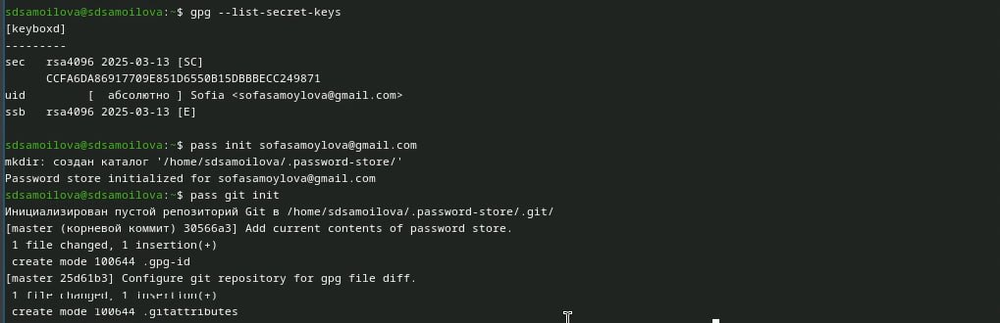 sdsamoilova@sdsamoilova:~$ gpg --list-secret-keys
[keyboxd]
---------
sec   rsa4096 2025-03-13 [SC]
      CCFA6DA86917709E851D6550B15DBBBECC249871
uid         [  абсолютно ] Sofia <sofasamoylova@gmail.com>
ssb   rsa4096 2025-03-13 [E]

sdsamoilova@sdsamoilova:~$ pass init sofasamoylova@gmail.com
mkdir: создан каталог '/home/sdsamoilova/.password-store/'
Password store initialized for sofasamoylova@gmail.com
sdsamoilova@sdsamoilova:~$ pass git init
Инициализирован пустой репозиторий Git в /home/sdsamoilova/.password-store/.git/
[master (корневой коммит) 30566a3] Add current contents of password store.
 1 file changed, 1 insertion(+)
 create mode 100644 .gpg-id
[master 25d61b3] Configure git repository for gpg file diff.
 1 file changed, 1 insertion(+)
 create mode 100644 .gitattributes